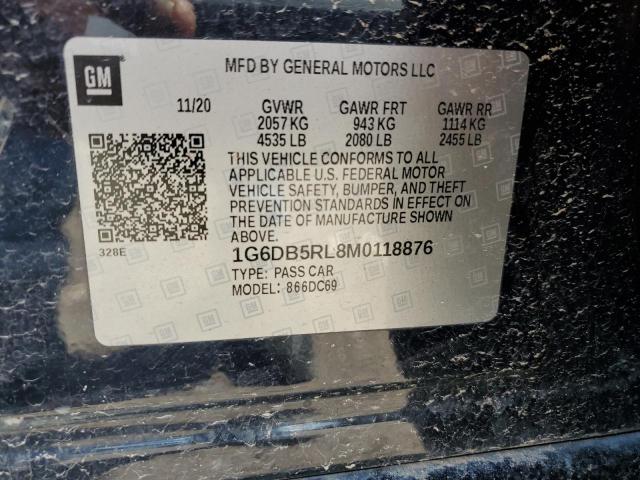 GM
MFD BY GENERAL MOTORS LLC
11/20 GVWR GAWR FRT GAWR RR
2057 KG 943 KG 1114 KG
4535 LB 2080 LB 2455 LB
THIS VEHICLE CONFORMS TO ALL
APPLICABLE U.S. FEDERAL MOTOR
VEHICLE SAFETY, BUMPER, AND THEFT
PREVENTION STANDARDS IN EFFECT ON
THE DATE OF MANUFACTURE SHOWN
ABOVE.
328E
1G6DB5RL8M0118876
TYPE: PASS CAR
MODEL: 866DC69